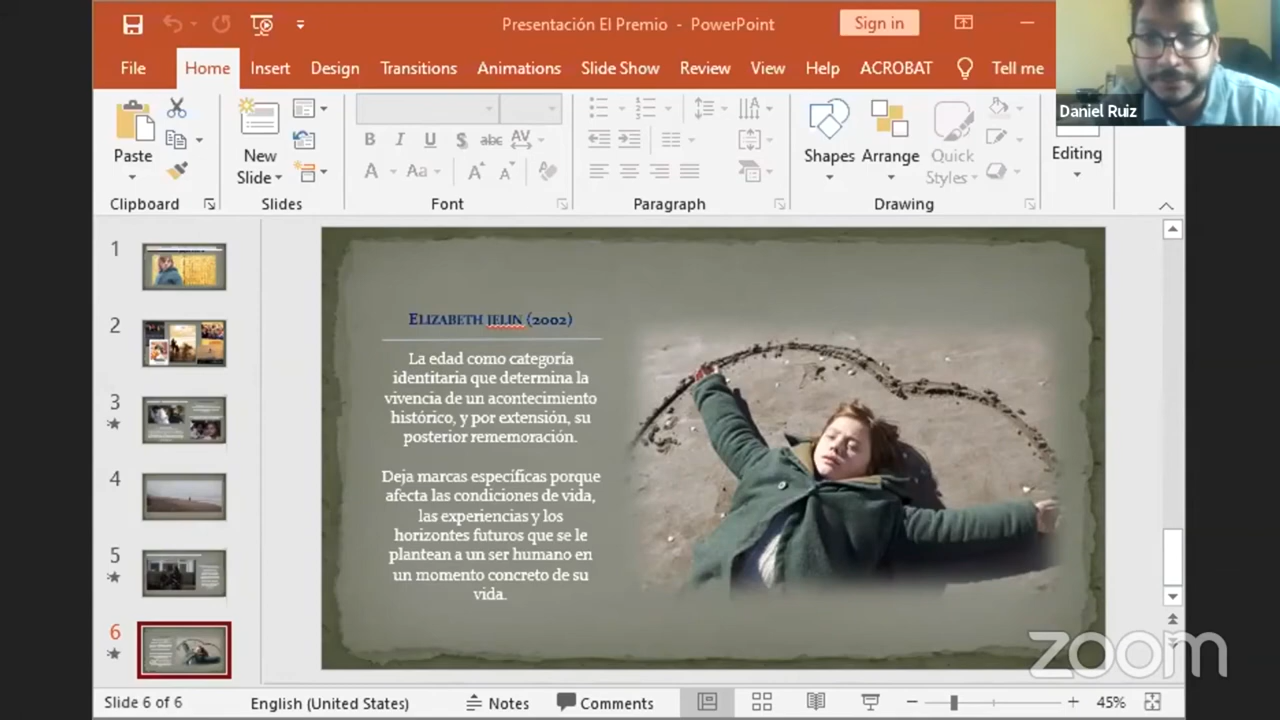 Presentación El Premio - PowerPoint
Sign in
File Home Insert Design Transitions Animations Slide Show Review View Help ACROBAT Tell me
Daniel Ruiz
Paste
New
Slide
Shapes
Arrange
Quick
Styles
Editing
B I U S abc AV
A Aa A A
Clipboard
Slides
Font
Paragraph
Drawing
1
2
3
4
5
6
Elizabeth jelin (2002)
La edad como categoría
identitaria que determina la
vivencia de un acontecimiento
histórico, y por extensión, su
posterior rememoración.
Deja marcas específicas porque
afecta las condiciones de vida,
las experiencias y los
horizontes futuros que se le
plantean a un ser humano en
un momento concreto de su
vida.
zoom
Slide 6 of 6 English (United States) Notes Comments 45%